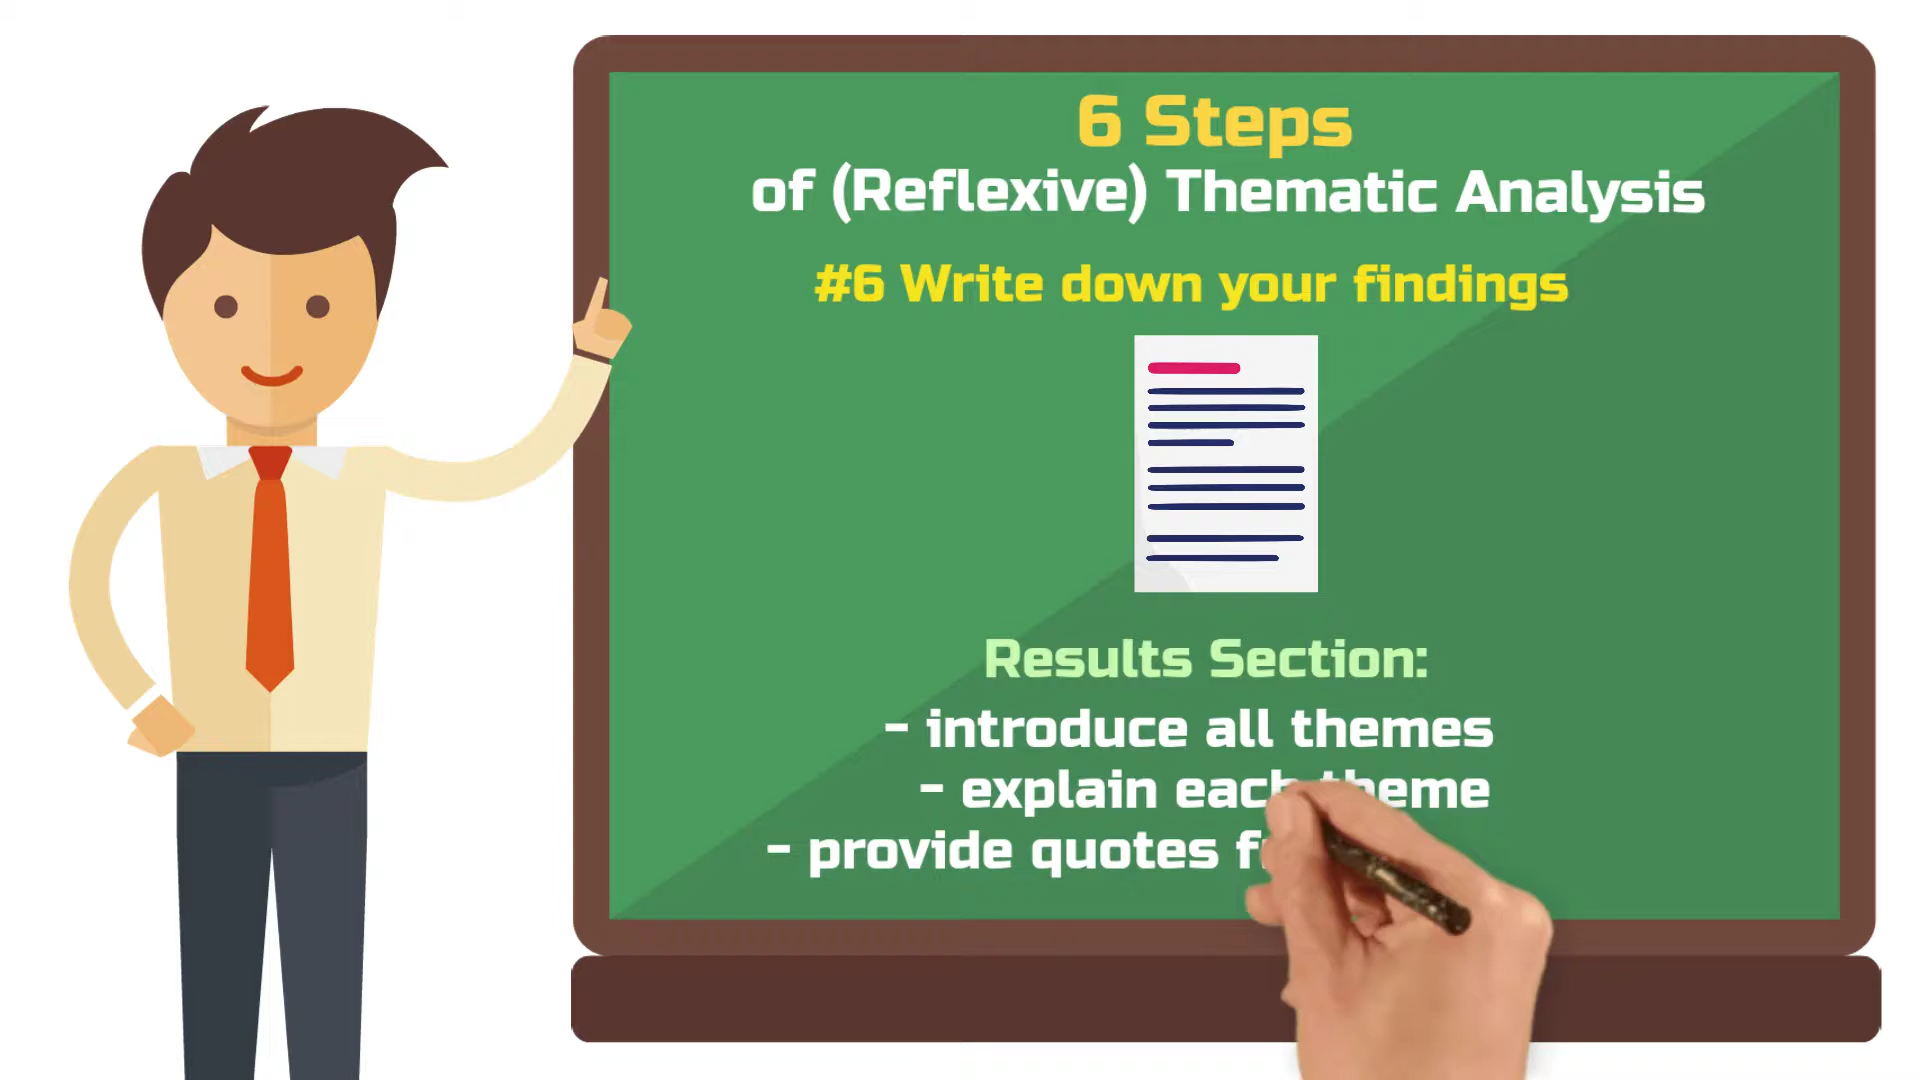 6 Steps
of (Reflexive) Thematic Analysis
#6 Write down your findings
Results Section:
- introduce all themes
- explain each theme
- provide quotes